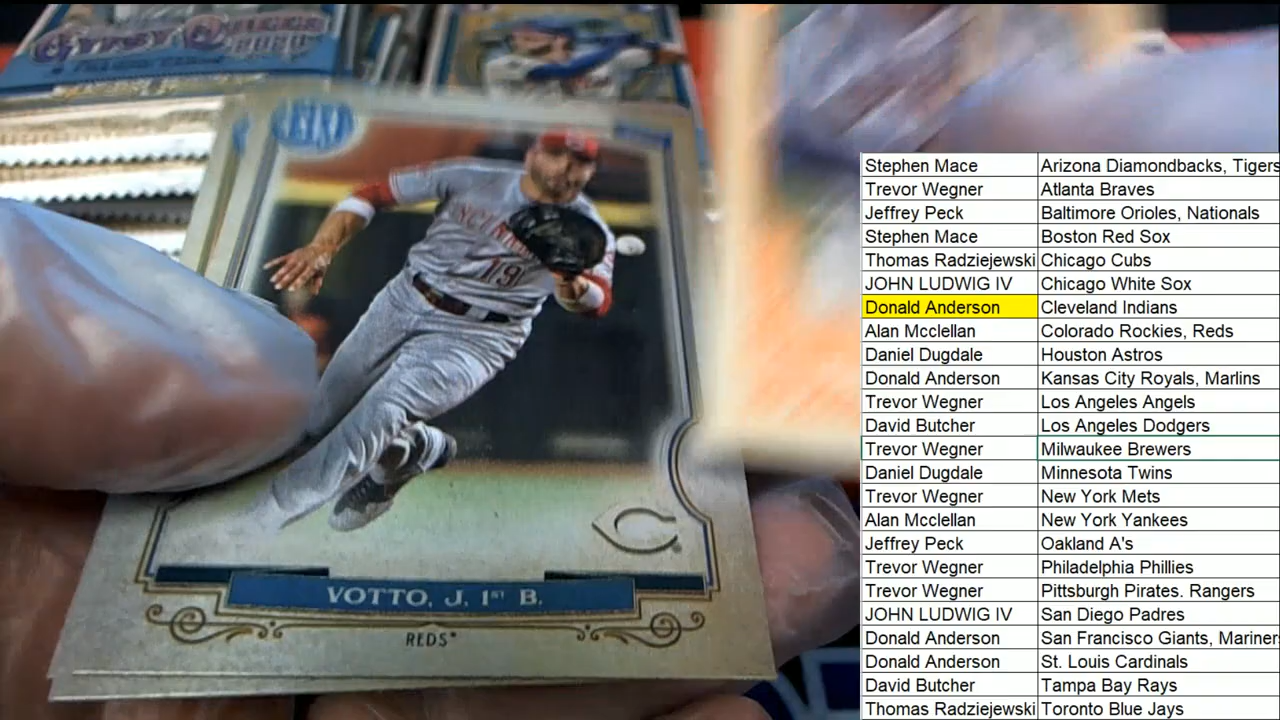 GYPSY QUEEN
2020
CINCINNATI
19
VOTTO, J. 1ST B.
REDS
Stephen Mace Arizona Diamondbacks, Tigers
Trevor Wegner Atlanta Braves
Jeffrey Peck Baltimore Orioles, Nationals
Stephen Mace Boston Red Sox
Thomas Radziejewski Chicago Cubs
JOHN LUDWIG IV Chicago White Sox
Donald Anderson Cleveland Indians
Alan Mcclellan Colorado Rockies, Reds
Daniel Dugdale Houston Astros
Donald Anderson Kansas City Royals, Marlins
Trevor Wegner Los Angeles Angels
David Butcher Los Angeles Dodgers
Trevor Wegner Milwaukee Brewers
Daniel Dugdale Minnesota Twins
Trevor Wegner New York Mets
Alan Mcclellan New York Yankees
Jeffrey Peck Oakland A's
Trevor Wegner Philadelphia Phillies
Trevor Wegner Pittsburgh Pirates. Rangers
JOHN LUDWIG IV San Diego Padres
Donald Anderson San Francisco Giants, Mariner
Donald Anderson St. Louis Cardinals
David Butcher Tampa Bay Rays
Thomas Radziejewski Toronto Blue Jays